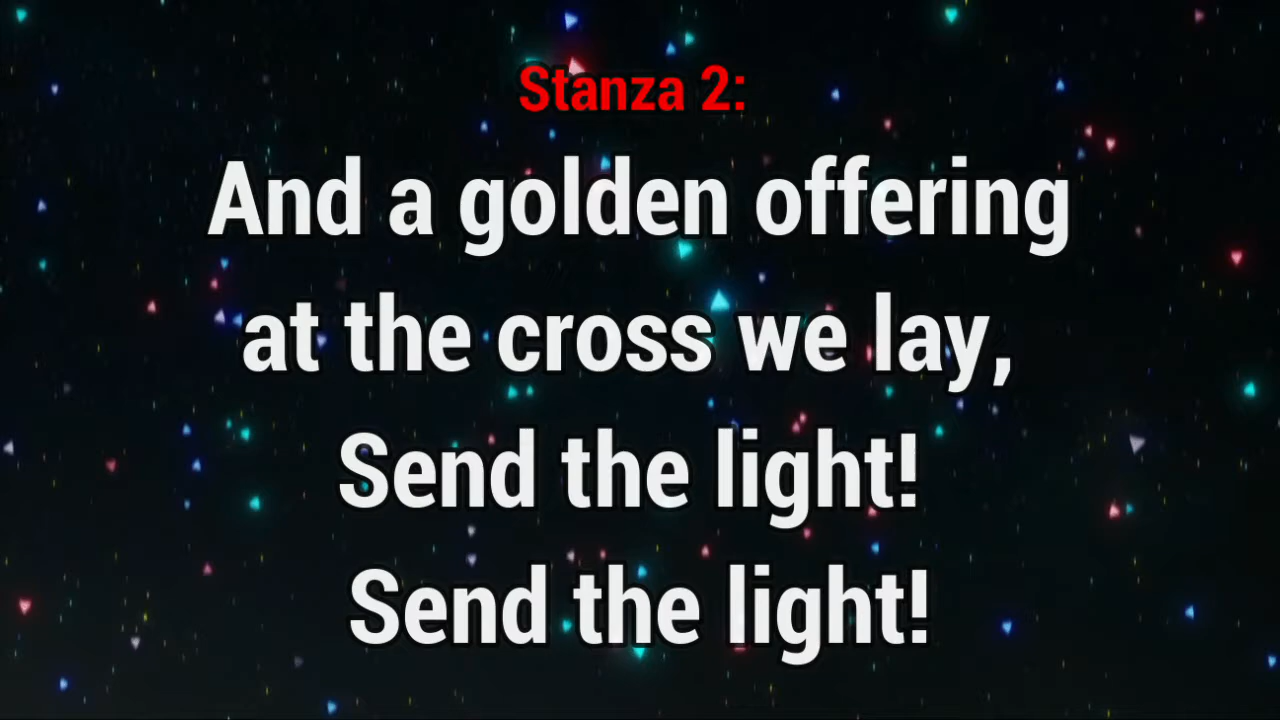 Stanza 2:
And a golden offering
at the cross we lay,
Send the light!
Send the light!